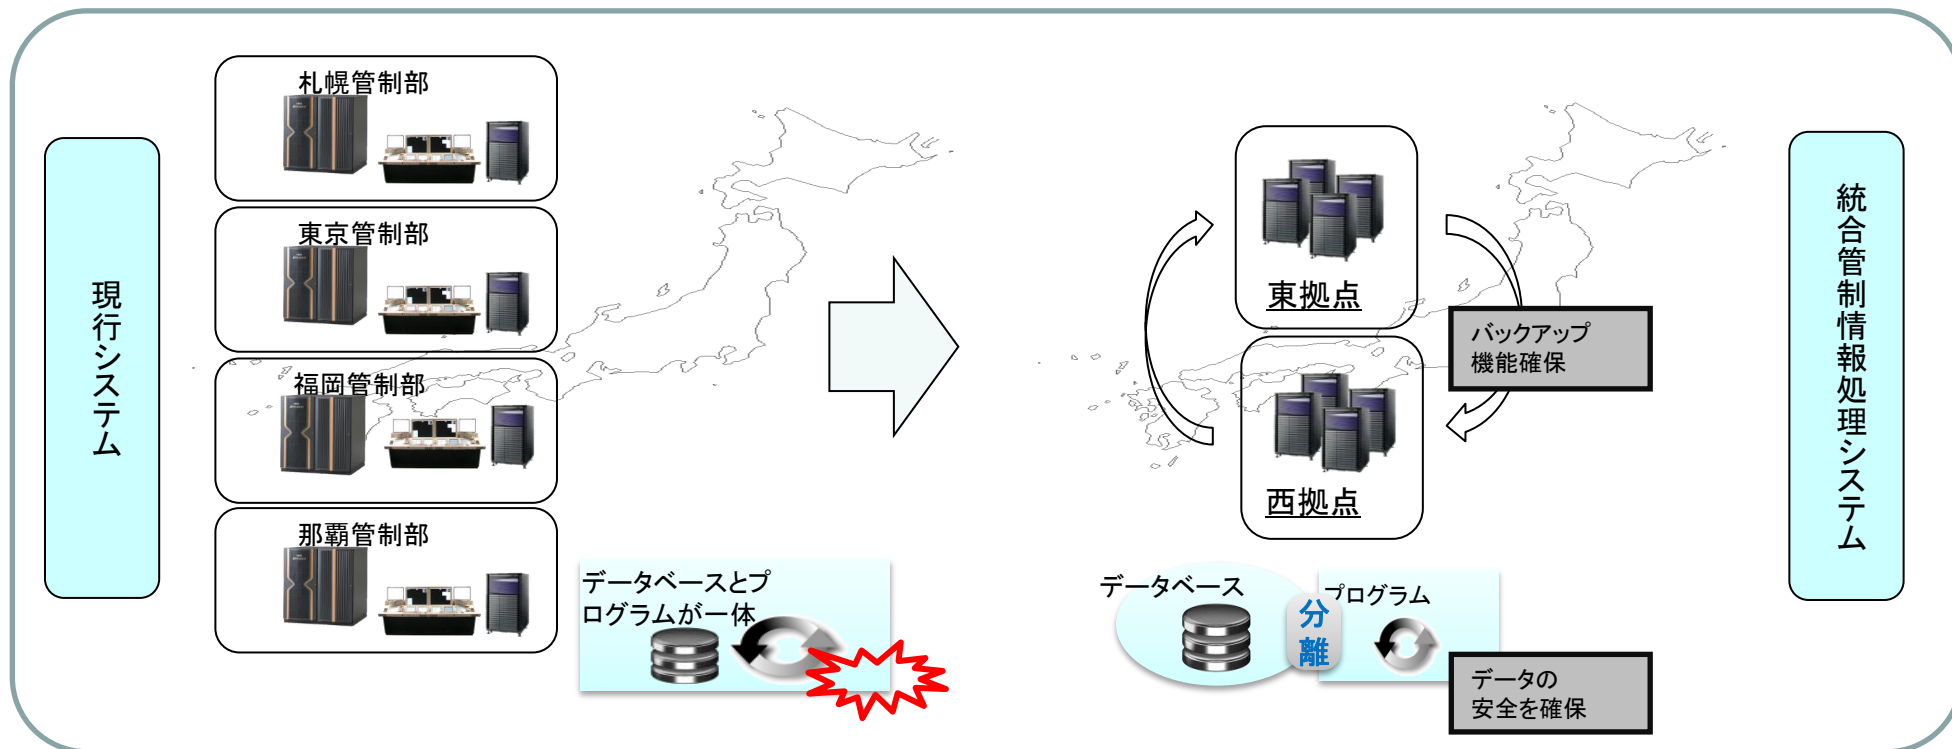 現行システム
札幌管制部
東京管制部
福岡管制部
那覇管制部
データベースとプ
ログラムが一体
東拠点
西拠点
バックアップ
機能確保
データベース
分離
プログラム
データの
安全を確保
統合管制情報処理システム